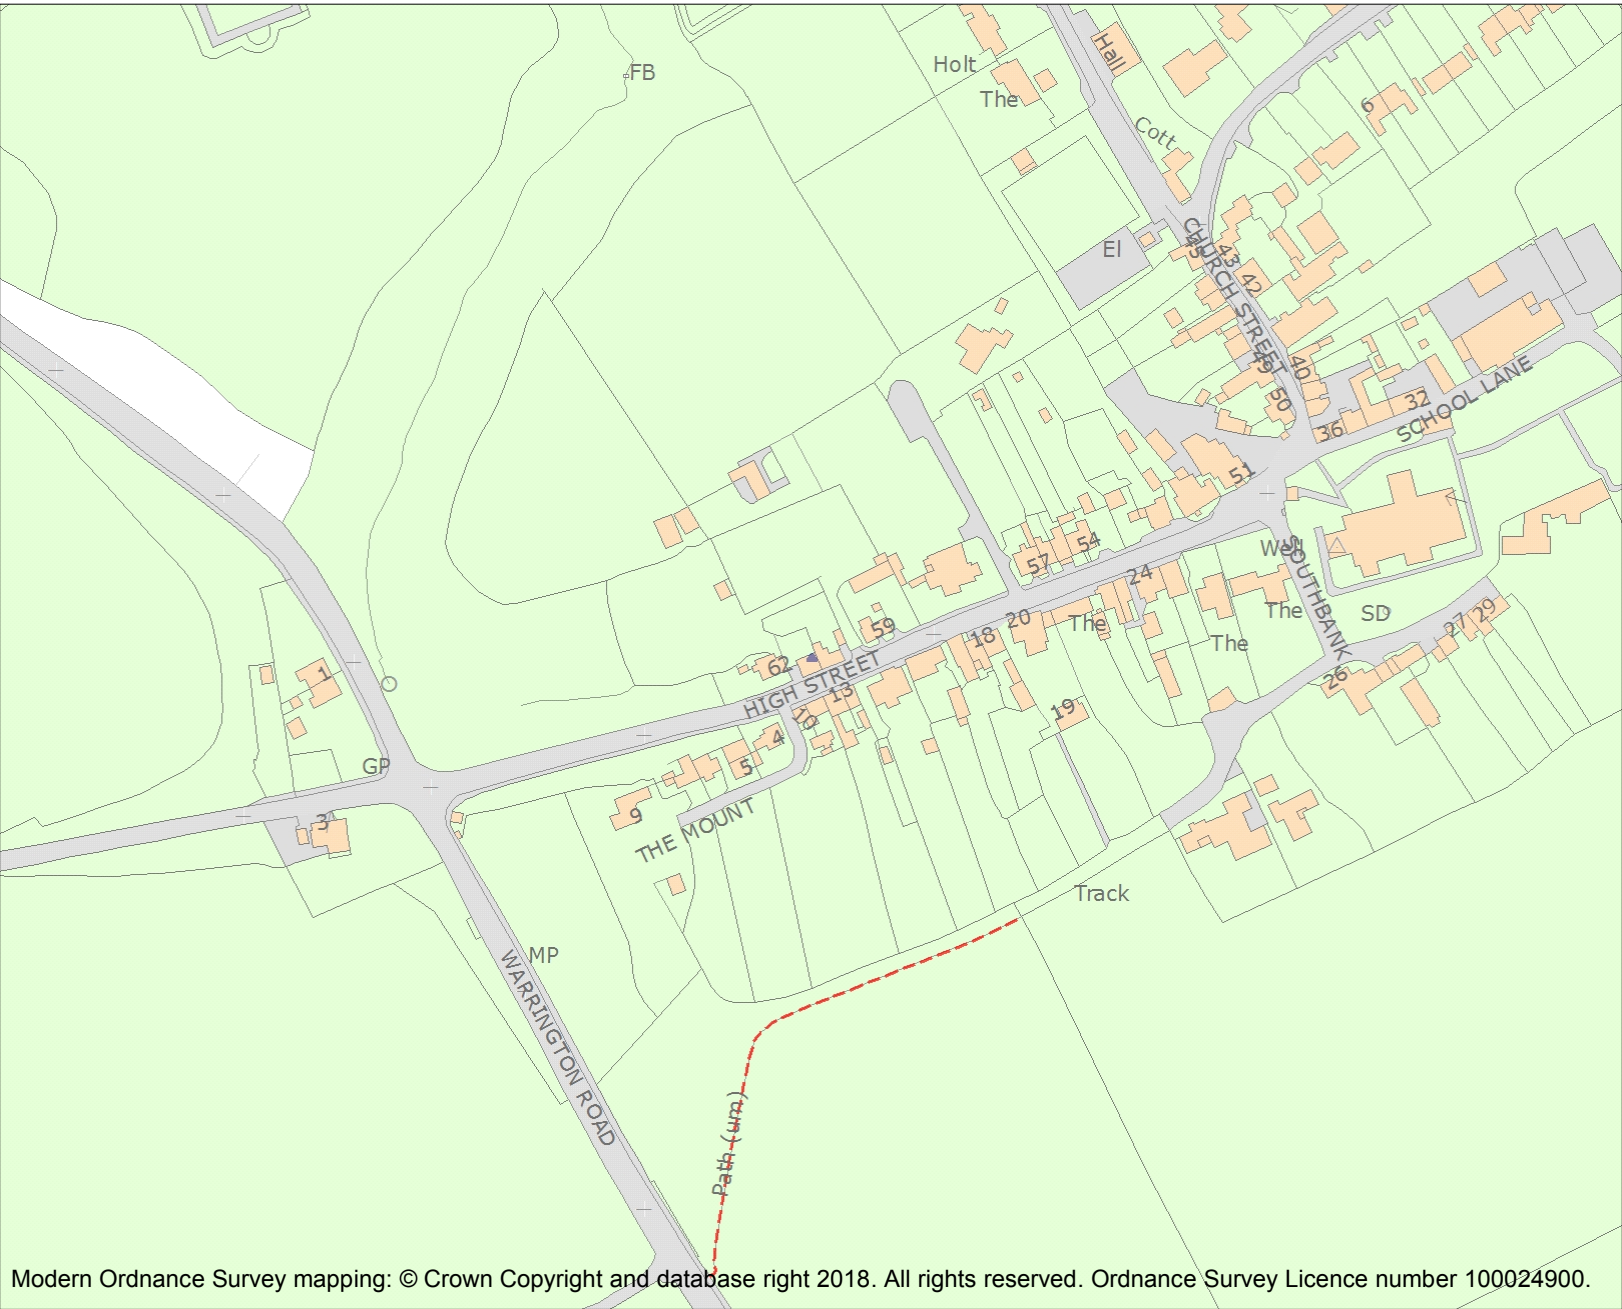 FB
Holt
The
Hall
Cott
6
El
CHURCH STREET
45
43
42
49
40
50
32
36
SCHOOL LANE
51
54
57
24
Well
SOUTHBANK
The
SD
The
The
27
29
26
20
18
59
62
HIGH STREET
13
10
19
4
5
1
GP
3
9
THE MOUNT
Track
MP
WARRINGTON ROAD
Path (um)
Modern Ordnance Survey mapping: © Crown Copyright and database right 2018. All rights reserved. Ordnance Survey Licence number 100024900.